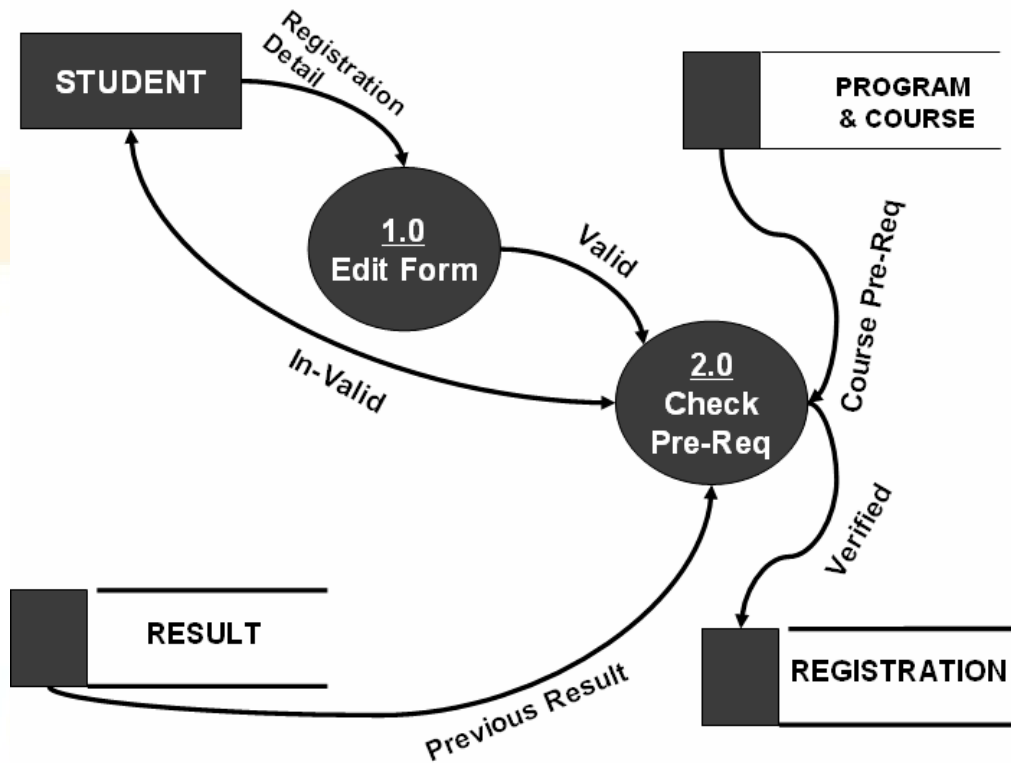 STUDENT
Registration
Detail
PROGRAM
& COURSE
1.0
Edit Form
Valid
Course Pre-Req
In-Valid
2.0
Check
Pre-Req
Verified
RESULT
Previous Result
REGISTRATION